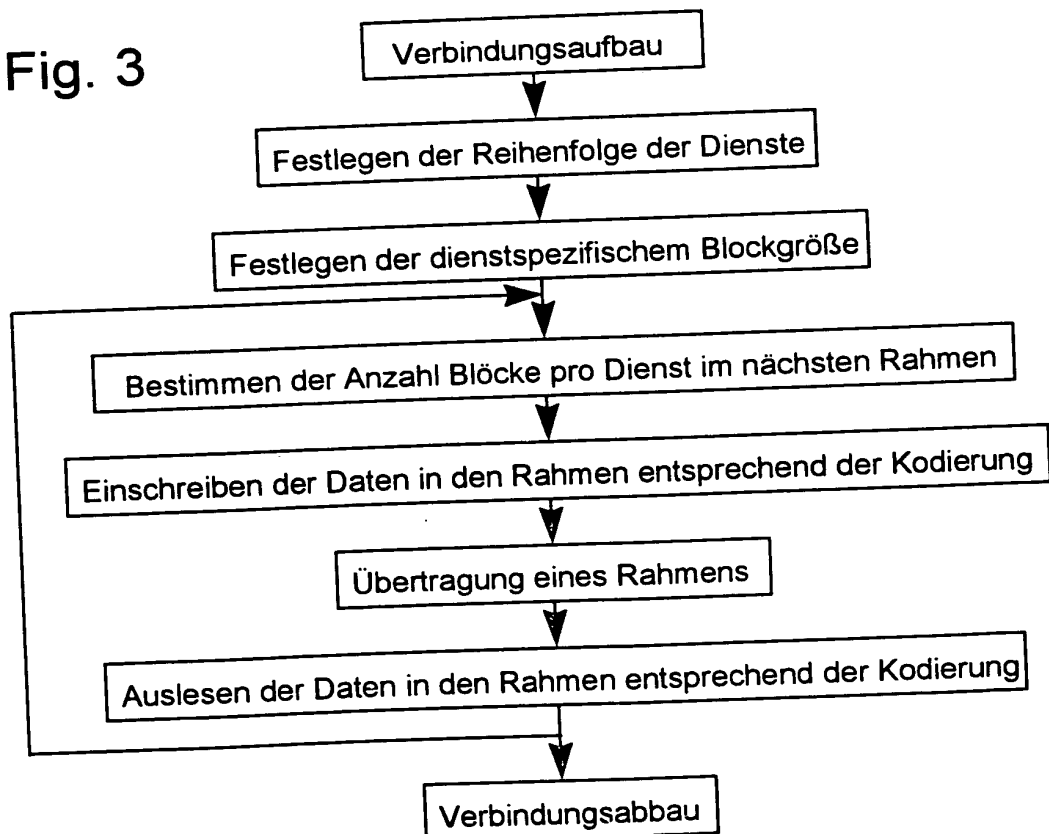 Fig. 3
Verbindungsaufbau
Festlegen der Reihenfolge der Dienste
Festlegen der dienstspezifischem Blockgröße
Bestimmen der Anzahl Blöcke pro Dienst im nächsten Rahmen
Einschreiben der Daten in den Rahmen entsprechend der Kodierung
Übertragung eines Rahmens
Auslesen der Daten in den Rahmen entsprechend der Kodierung
Verbindungsabbau